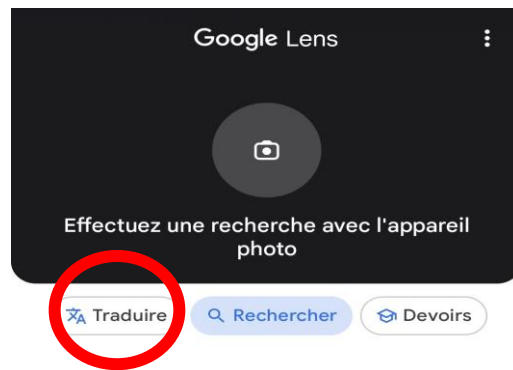 Google Lens
Effectuez une recherche avec l'appareil
photo
Traduire Rechercher Devoirs